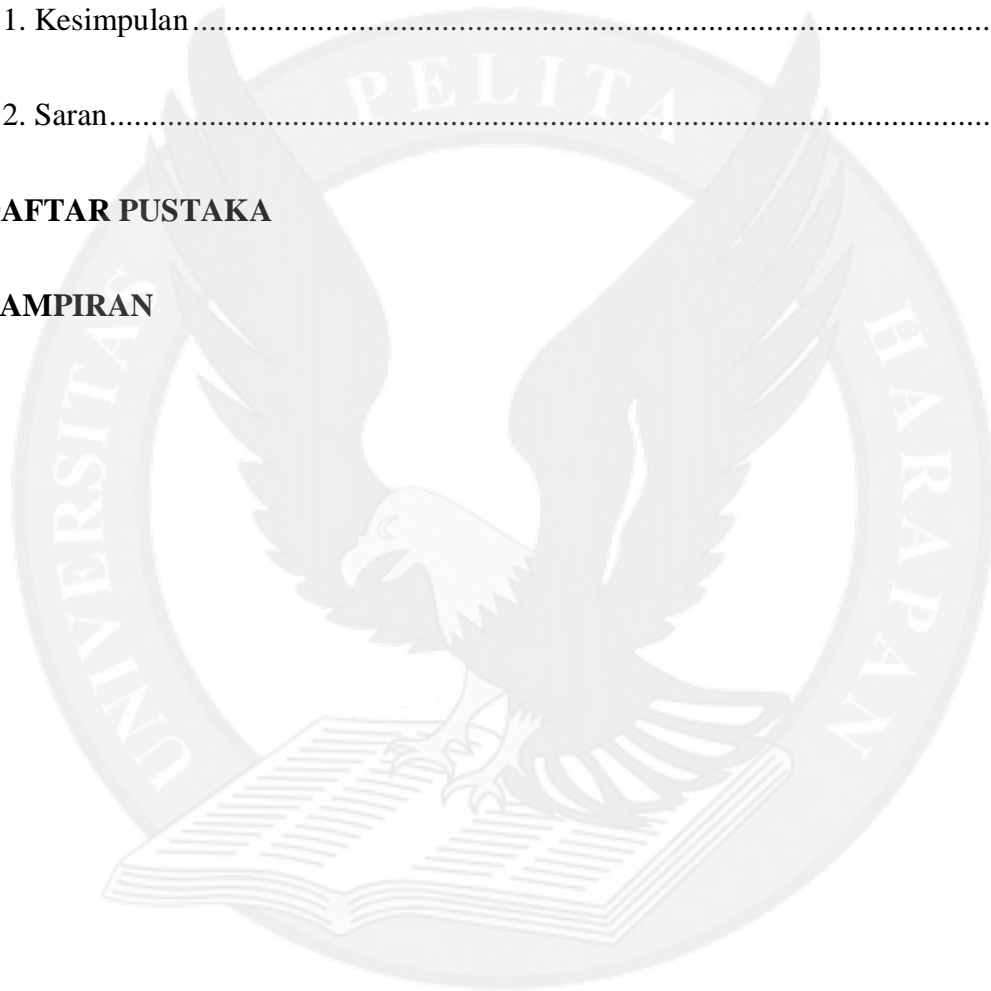 1. Kesimpulan........................................................................................................
2. Saran..................................................................................................................
AFTAR PUSTAKA
AMPIRAN
UNIVERSITAS PELITA HARAPAN